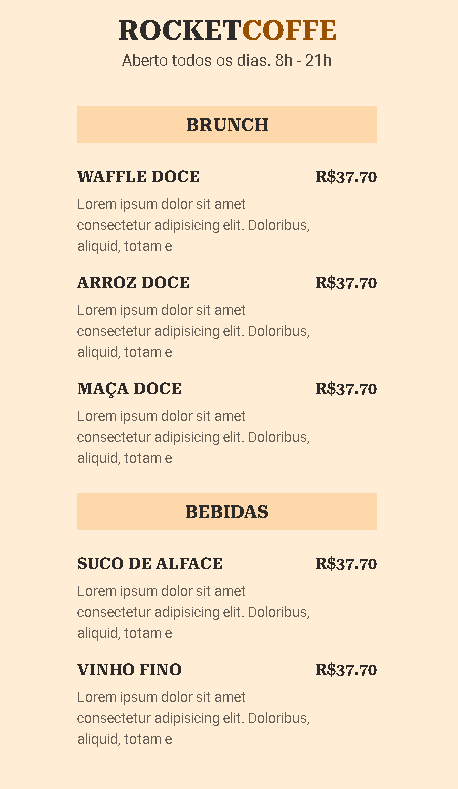 ROCKETCOFFE
Aberto todos os dias. 8h - 21h
BRUNCH
WAFFLE DOCE R$37.70
Lorem ipsum dolor sit amet
consectetur adipisicing elit. Doloribus,
aliquid, totam e
ARROZ DOCE R$37.70
Lorem ipsum dolor sit amet
consectetur adipisicing elit. Doloribus,
aliquid, totam e
MAÇA DOCE R$37.70
Lorem ipsum dolor sit amet
consectetur adipisicing elit. Doloribus,
aliquid, totam e
BEBIDAS
SUCO DE ALFACE R$37.70
Lorem ipsum dolor sit amet
consectetur adipisicing elit. Doloribus,
aliquid, totam e
VINHO FINO R$37.70
Lorem ipsum dolor sit amet
consectetur adipisicing elit. Doloribus,
aliquid, totam e